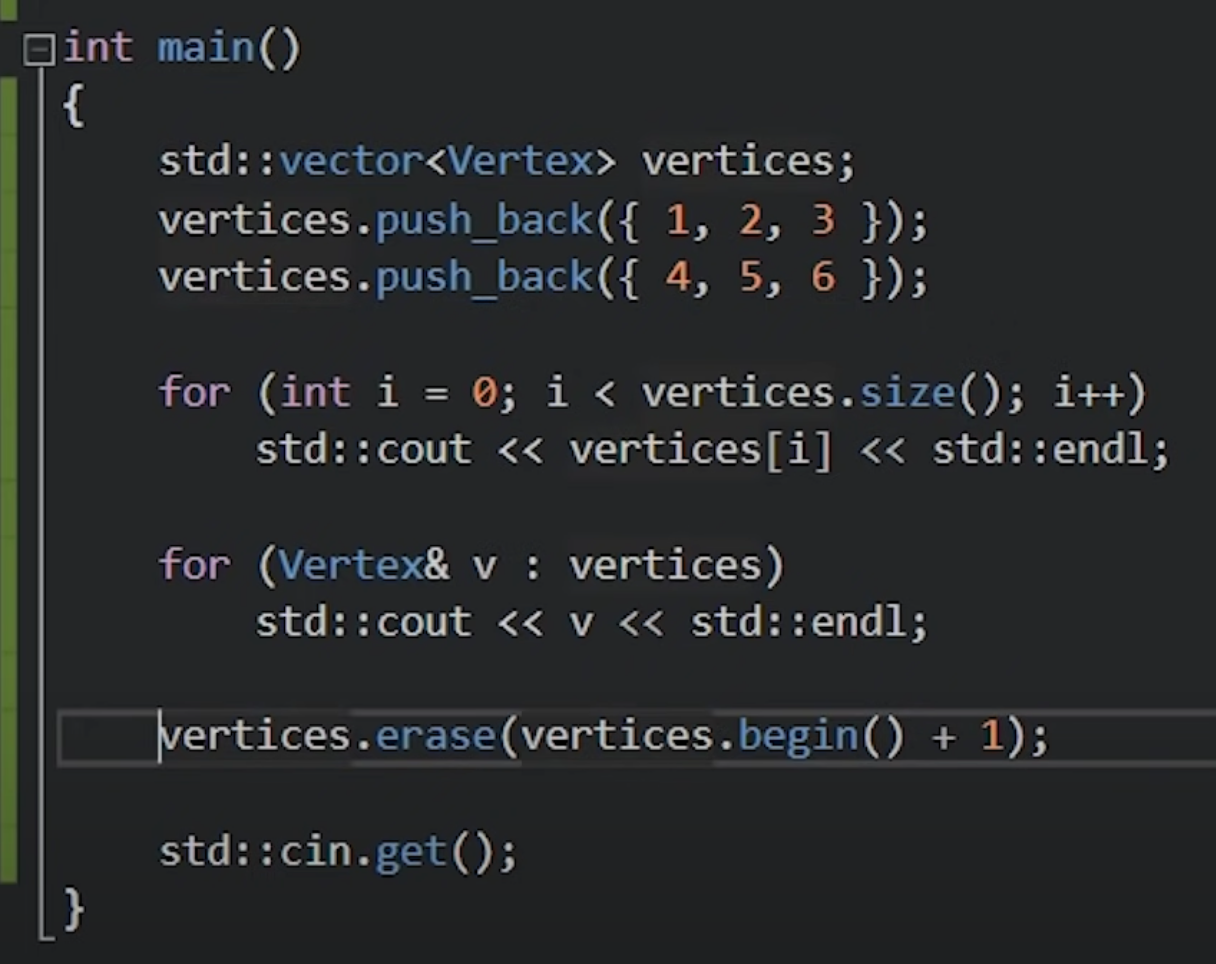 int main()
{
    std::vector<Vertex> vertices;
    vertices.push_back({ 1, 2, 3 });
    vertices.push_back({ 4, 5, 6 });

    for (int i = 0; i < vertices.size(); i++)
        std::cout << vertices[i] << std::endl;

    for (Vertex& v : vertices)
        std::cout << v << std::endl;

    vertices.erase(vertices.begin() + 1);

    std::cin.get();
}